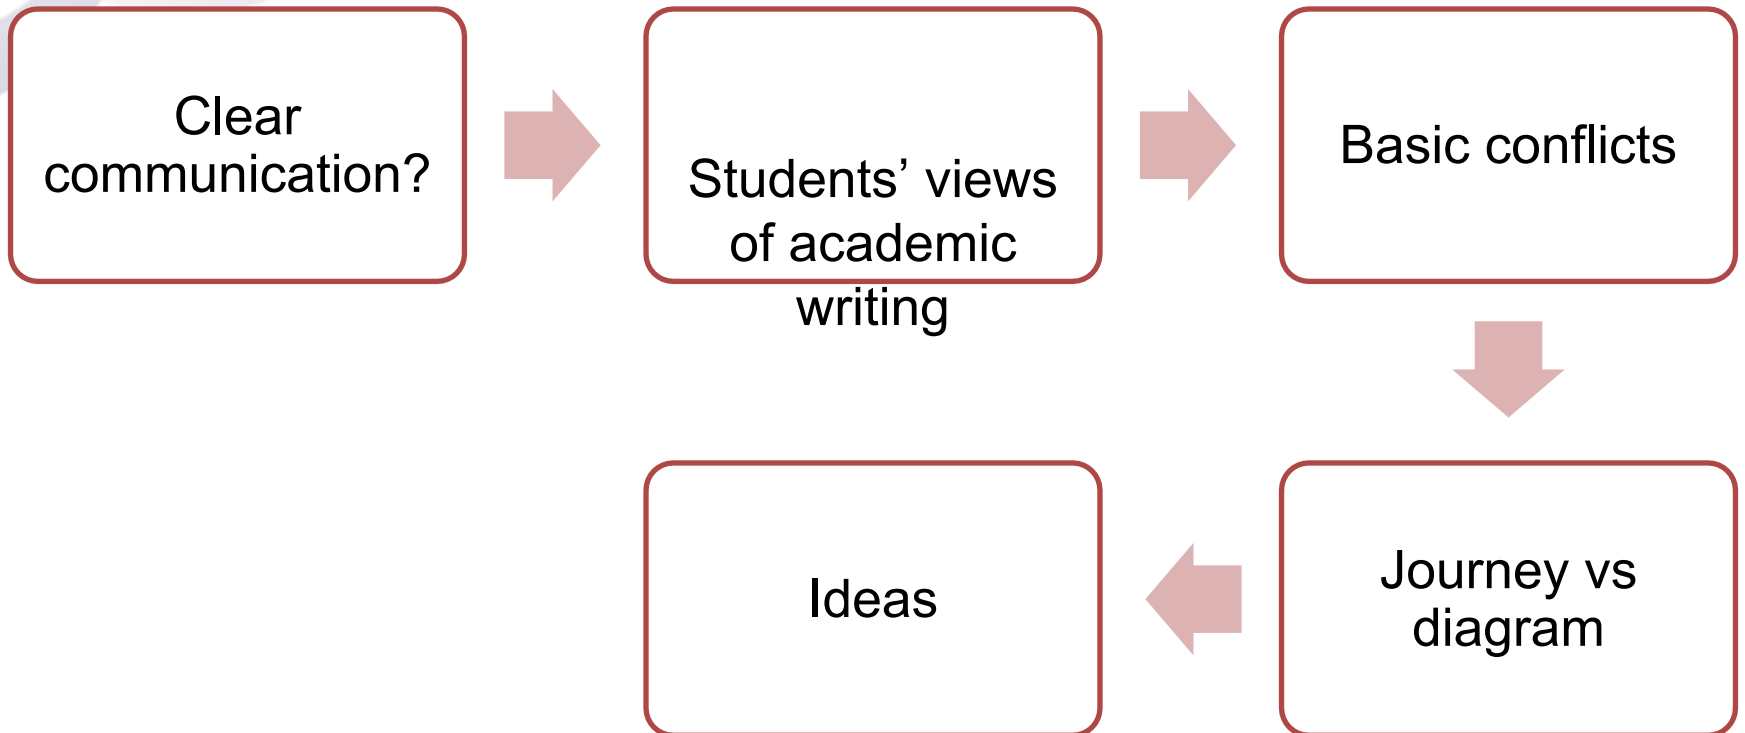 Clear
communication?
Students’ views
of academic
writing
Basic conflicts
Journey vs
diagram
Ideas